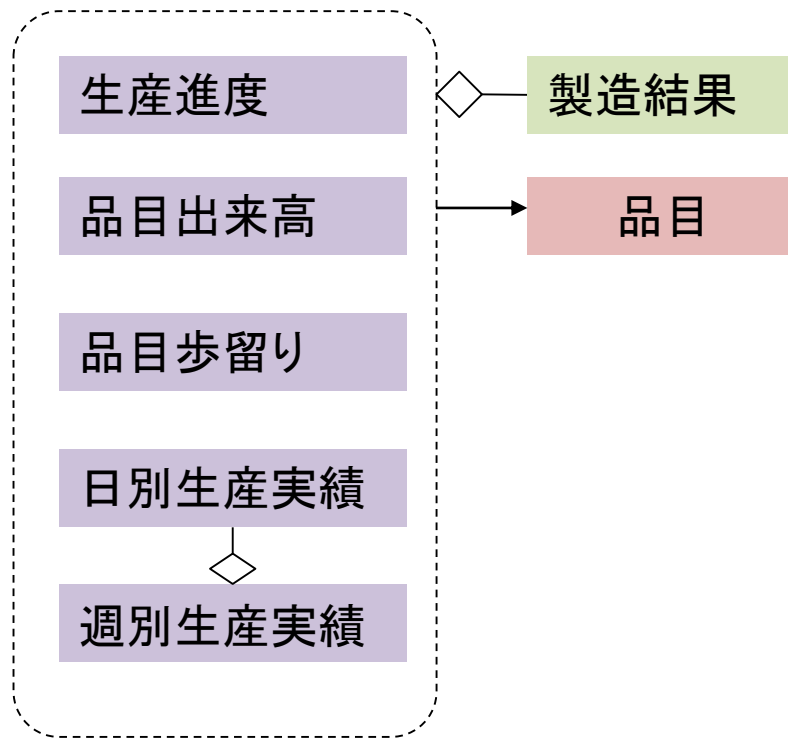 生産進度
製造結果
品目出来高
品目
品目歩留り
日別生産実績
週別生産実績